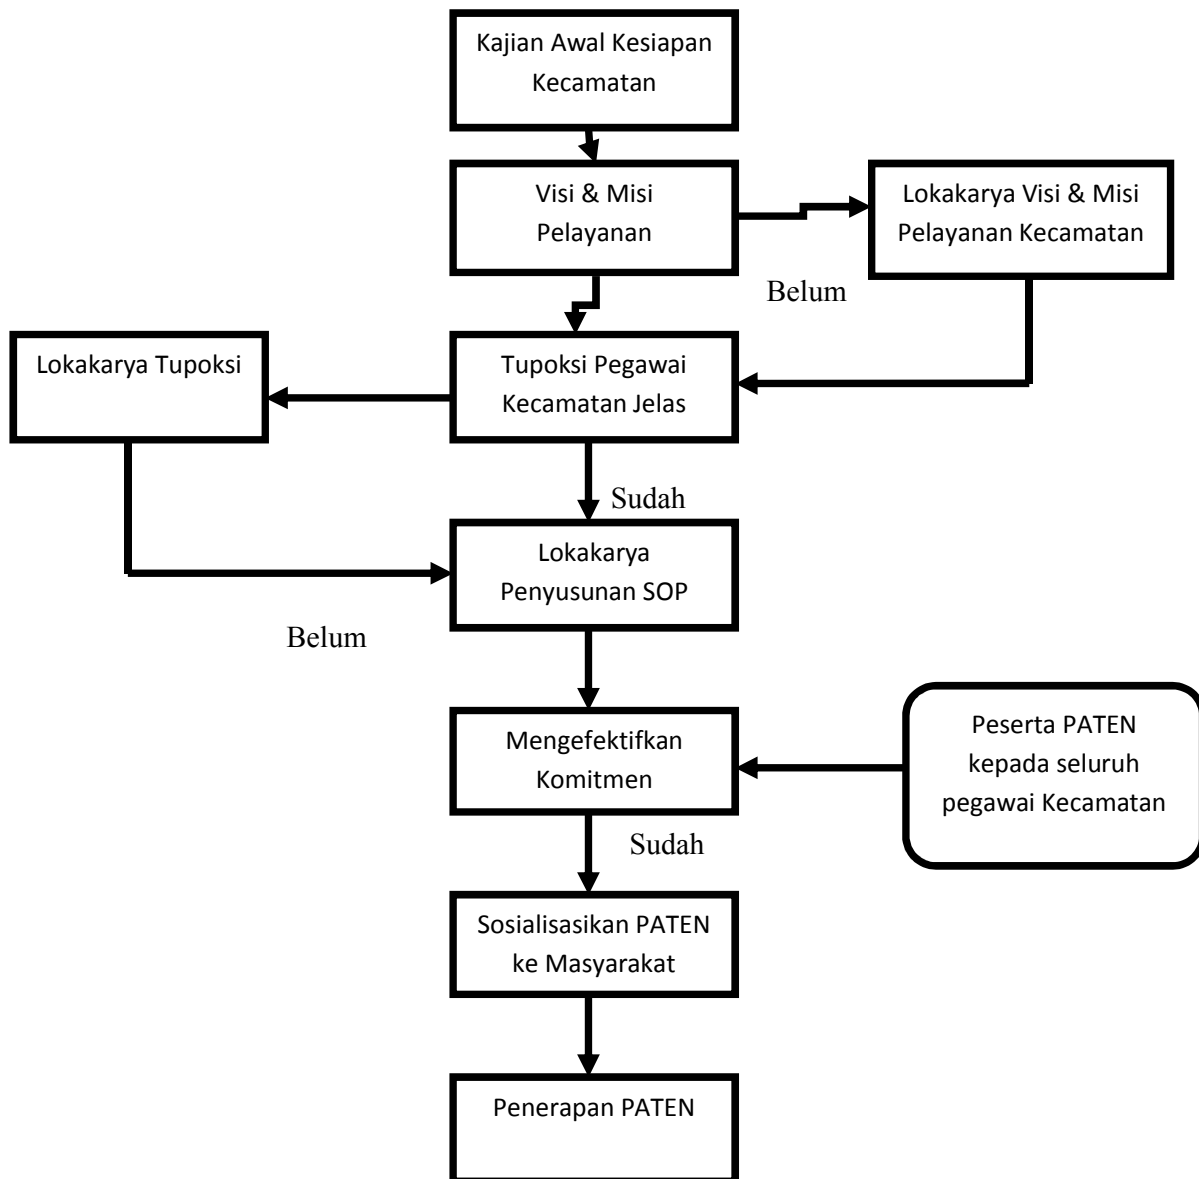 Kajian Awal Kesiapan
Kecamatan
Visi & Misi
Pelayanan
Lokakarya Visi & Misi
Pelayanan Kecamatan
Belum
Lokakarya Tupoksi
Tupoksi Pegawai
Kecamatan Jelas
Sudah
Lokakarya
Penyusunan SOP
Belum
Mengefektifkan
Komitmen
Peserta PATEN
kepada seluruh
pegawai Kecamatan
Sudah
Sosialisasikan PATEN
ke Masyarakat
Penerapan PATEN